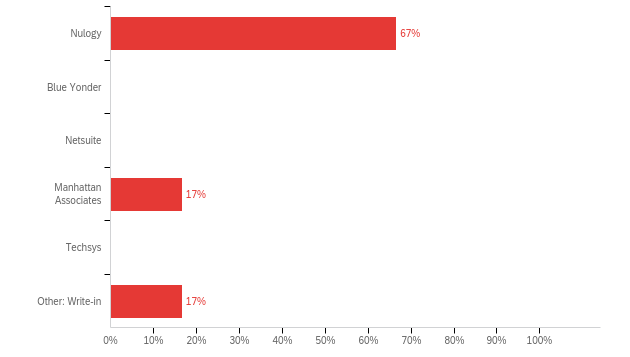 Nulogy
67%
Blue Yonder
Netsuite
Manhattan
Associates
17%
Techsys
Other: Write-in
17%
0% 10% 20% 30% 40% 50% 60% 70% 80% 90% 100%